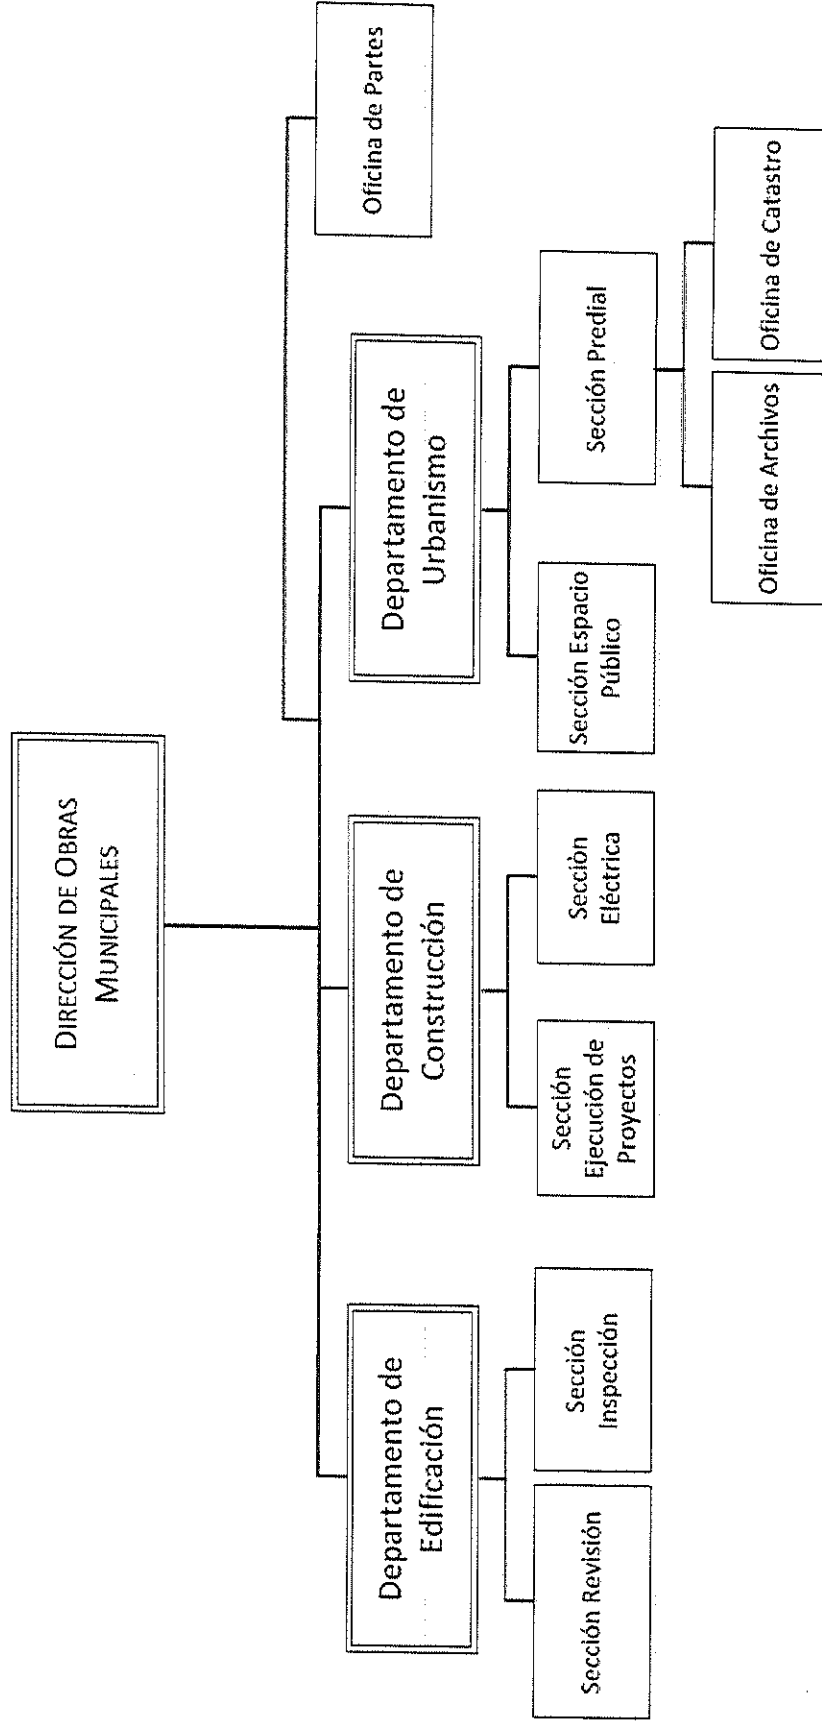 DIRECCIÓN DE OBRAS
MUNICIPALES
Oficina de Partes
Departamento de
Edificación
Departamento de
Construcción
Departamento de
Urbanismo
Sección Revisión
Sección
Inspección
Sección
Ejecución de
Proyectos
Sección
Eléctrica
Sección Espacio
Público
Sección Predial
Oficina de Archivos
Oficina de Catastro